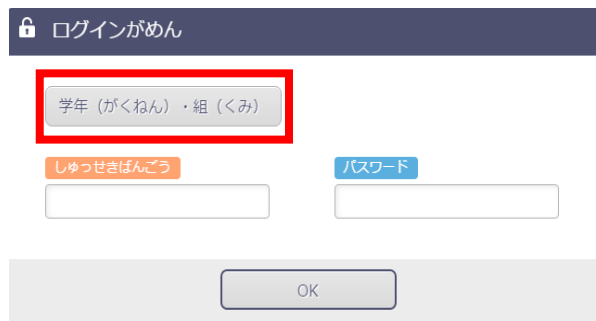 ログインがめん
学年（がくねん）・組（くみ）
しゅっせきばんごう
パスワード
OK